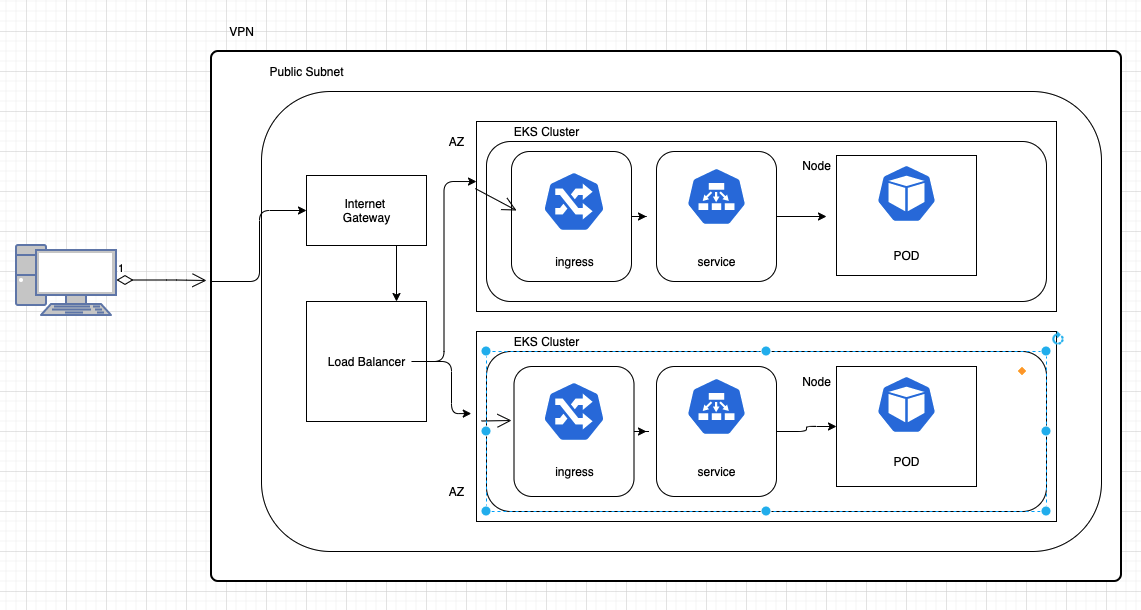 VPN
Public Subnet
AZ
EKS Cluster
Internet
Gateway
ingress
service
Node
POD
1
Load Balancer
EKS Cluster
ingress
service
Node
POD
AZ